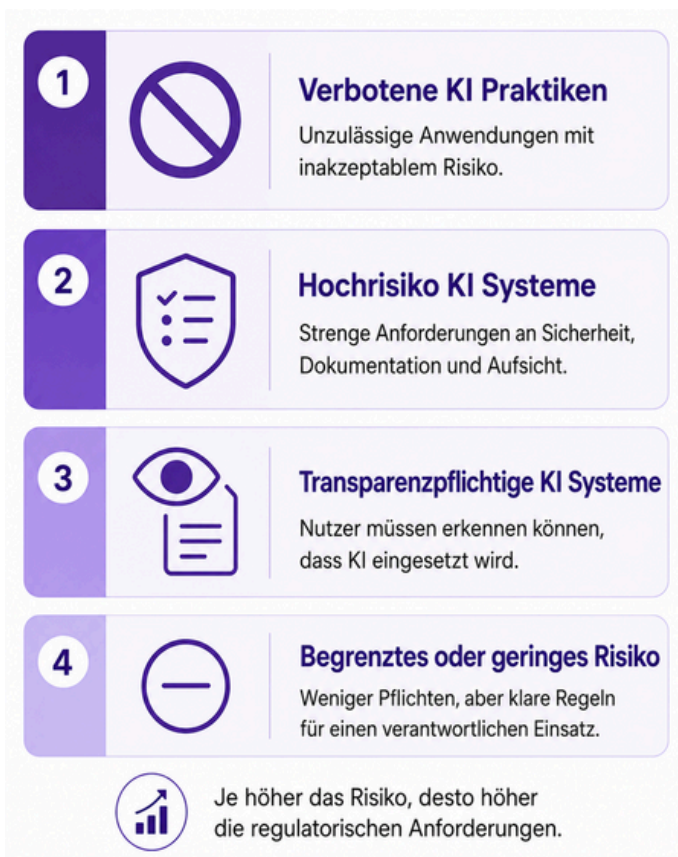 1
Verbotene KI Praktiken
Unzulässige Anwendungen mit
inakzeptablem Risiko.
2
Hochrisiko KI Systeme
Strenge Anforderungen an Sicherheit,
Dokumentation und Aufsicht.
3
Transparenzpflichtige KI Systeme
Nutzer müssen erkennen können,
dass KI eingesetzt wird.
4
Begrenztes oder geringes Risiko
Weniger Pflichten, aber klare Regeln
für einen verantwortlichen Einsatz.
Je höher das Risiko, desto höher
die regulatorischen Anforderungen.